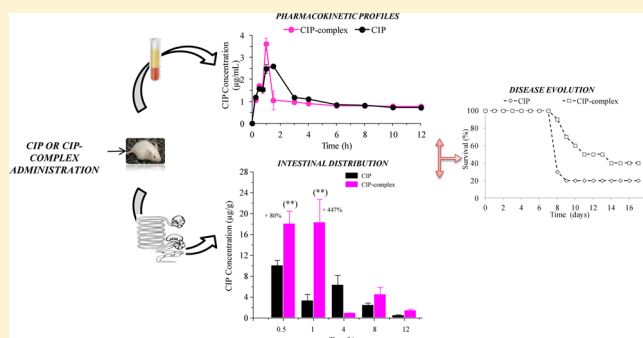 PHARMACOKINETIC PROFILES
CIP-complex CIP
CIP Concentration (µg/mL)
4
3
2
1
0
0 2 4 6 8 10 12
Time (h)
CIP OR CIP-
COMPLEX
ADMINISTRATION
INTESTINAL DISTRIBUTION
CIP
CIP-complex
CIP Concentration (µg/g)
28
24
20
16
12
8
4
0
+ 80%
(**)
(**)
+ 447%
0.5 1 4 8 12
DISEASE EVOLUTION
CIP CIP-complex
Survival (%)
100
80
60
40
20
0
0 2 4 6 8 10 12 14 16
Time (days)